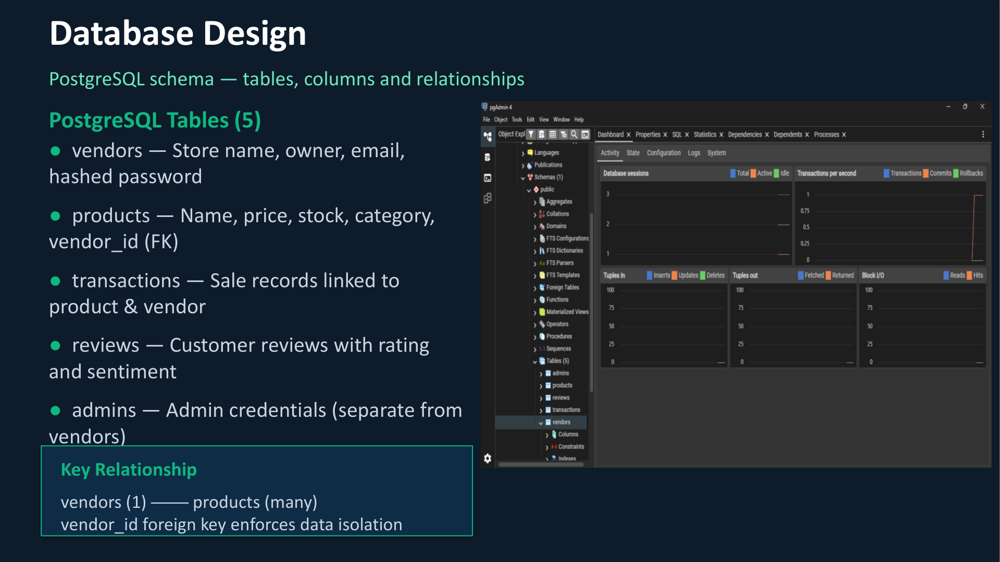 Database Design
PostgreSQL schema — tables, columns and relationships
PostgreSQL Tables (5)
● vendors — Store name, owner, email,
hashed password
● products — Name, price, stock, category,
vendor_id (FK)
● transactions — Sale records linked to
product & vendor
● reviews — Customer reviews with rating
and sentiment
● admins — Admin credentials (separate from
vendors)
Key Relationship
vendors (1) ─── products (many)
vendor_id foreign key enforces data isolation
pgAdmin 4
File Object Tools Edit View Window Help
Object Expl
Languages
Publications
Schemas (1)
public
Aggregates
Collations
Domains
FTS Configurations
FTS Dictionaries
FTS Parsers
FTS Templates
Foreign Tables
Functions
Materialized Views
Operators
Procedures
Sequences
Tables (5)
admins
products
reviews
transactions
vendors
Columns
Constraints
Indexes
Dashboard Properties SQL Statistics Dependencies Dependents Processes
Activity State Configuration Logs System
Database sessions Total Active Idle
3
2
1
Transactions per second Transactions Commits Rollbacks
1
0.75
0.5
0.25
0
Tuples in Inserts Updates Deletes
100
75
50
25
0
Tuples out Fetched Returned
100
75
50
25
0
Block I/O Reads Hits
100
75
50
25
0